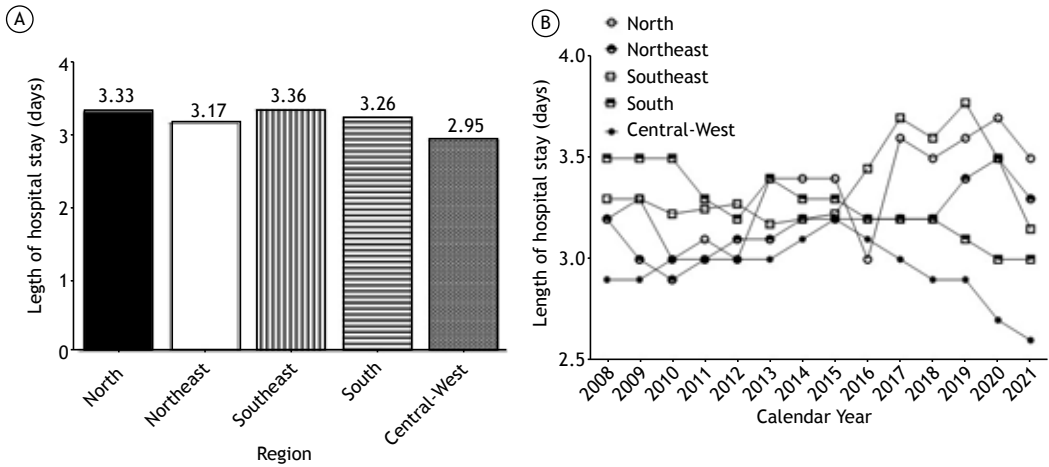 A
Legth of hospital stay (days)
4
3
2
1
0
3.33
3.17
3.36
3.26
2.95
North
Northeast
Southeast
South
Central-West
Region
B
North
Northeast
Southeast
South
Central-West
Length of hospital stay (days)
4.0
3.5
3.0
2.5
2008
2009
2010
2011
2012
2013
2014
2015
2016
2017
2018
2019
2020
2021
Calendar Year